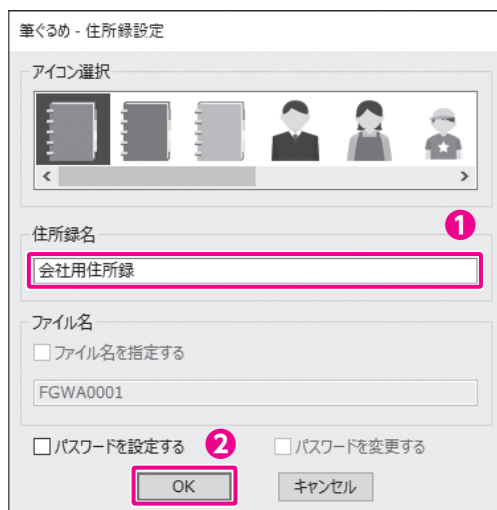 筆ぐるめ - 住所録設定
アイコン選択
住所録名
1
会社用住所録
ファイル名
ファイル名を指定する
FGWA0001
パスワードを設定する 2 パスワードを変更する
OK キャンセル